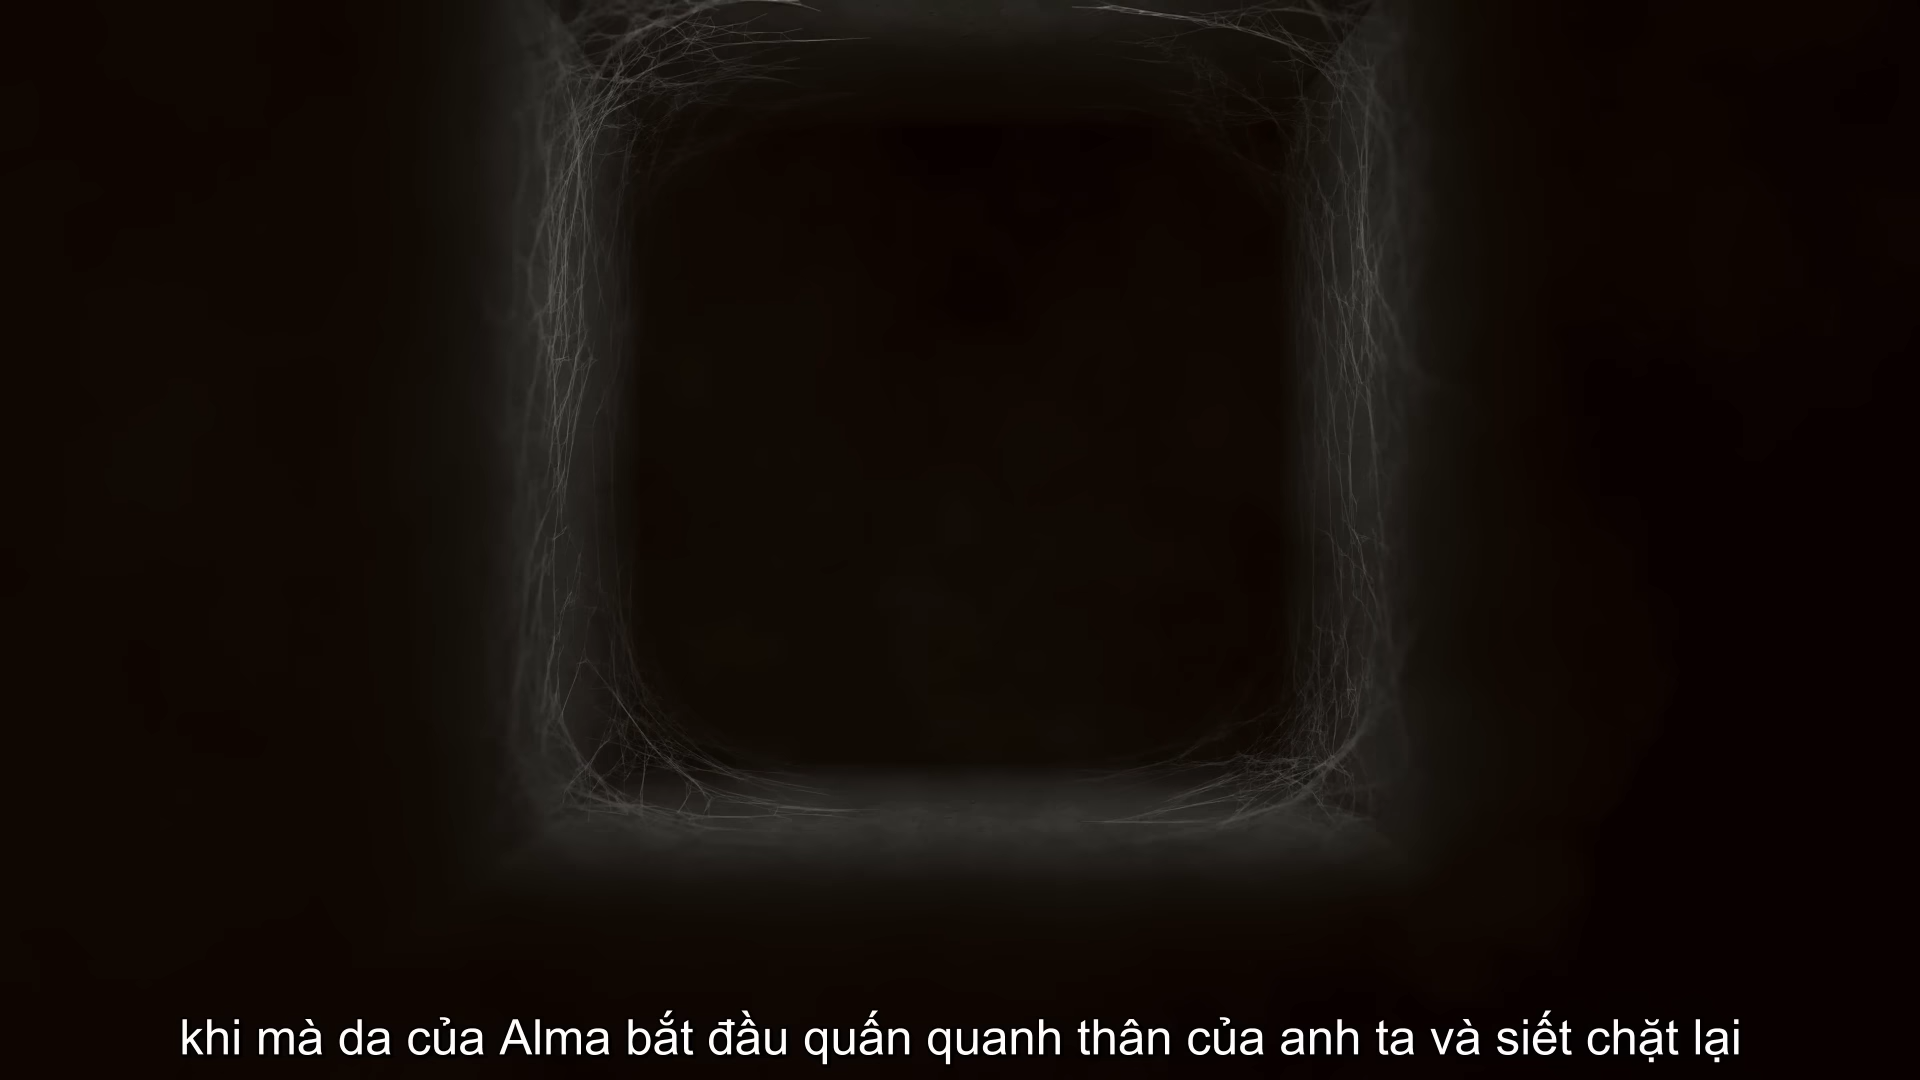 khi mà da của Alma bắt đầu quấn quanh thân của anh ta và siết chặt lại